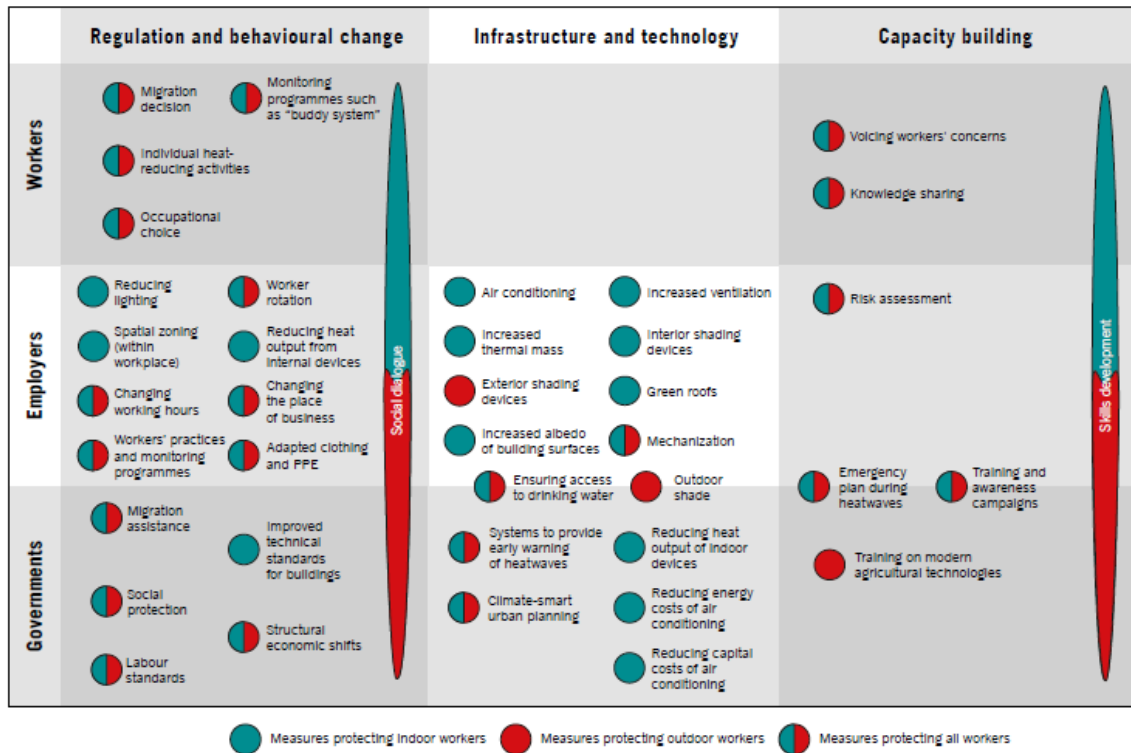 Regulation and behavioural change
Infrastructure and technology
Capacity building
Workers
Migration
decision
Monitoring
programmes such
as "buddy system"
Individual heat-
reducing activities
Occupational
choice
Voicing workers' concerns
Knowledge sharing
Employers
Reducing
lighting
Worker
rotation
Spatial zoning
(within
workplace)
Reducing heat
output from
internal devices
Changing
working hours
Changing
the place
of business
Workers' practices
and monitoring
programmes
Adapted clothing
and PPE
Social dialogue
Air conditioning
Increased ventilation
Increased
thermal mass
Interior shading
devices
Exterior shading
devices
Green roofs
Increased albedo
of building surfaces
Mechanization
Ensuring access
to drinking water
Outdoor
shade
Risk assessment
Skills development
Emergency
plan during
heatwaves
Training and
awareness
campaigns
Governments
Migration
assistance
Improved
technical
standards
for buildings
Social
protection
Structural
economic shifts
Labour
standards
Systems to provide
early warning
of heatwaves
Reducing heat
output of indoor
devices
Climate-smart
urban planning
Reducing energy
costs of air
conditioning
Reducing capital
costs of air
conditioning
Training on modern
agricultural technologies
Measures protecting indoor workers
Measures protecting outdoor workers
Measures protecting all workers